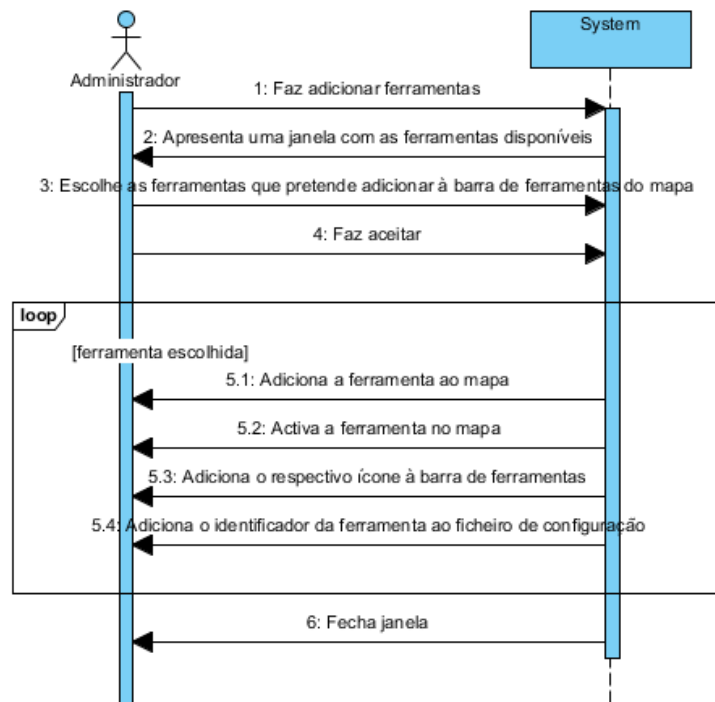 System
Administrador
1: Faz adicionar ferramentas
2: Apresenta uma janela com as ferramentas disponíveis
3: Escolhe as ferramentas que pretende adicionar à barra de ferramentas do mapa
4: Faz aceitar
loop
[ferramenta escolhida]
5.1: Adiciona a ferramenta ao mapa
5.2: Activa a ferramenta no mapa
5.3: Adiciona o respectivo ícone à barra de ferramentas
5.4: Adiciona o identificador da ferramenta ao ficheiro de configuração
6: Fecha janela